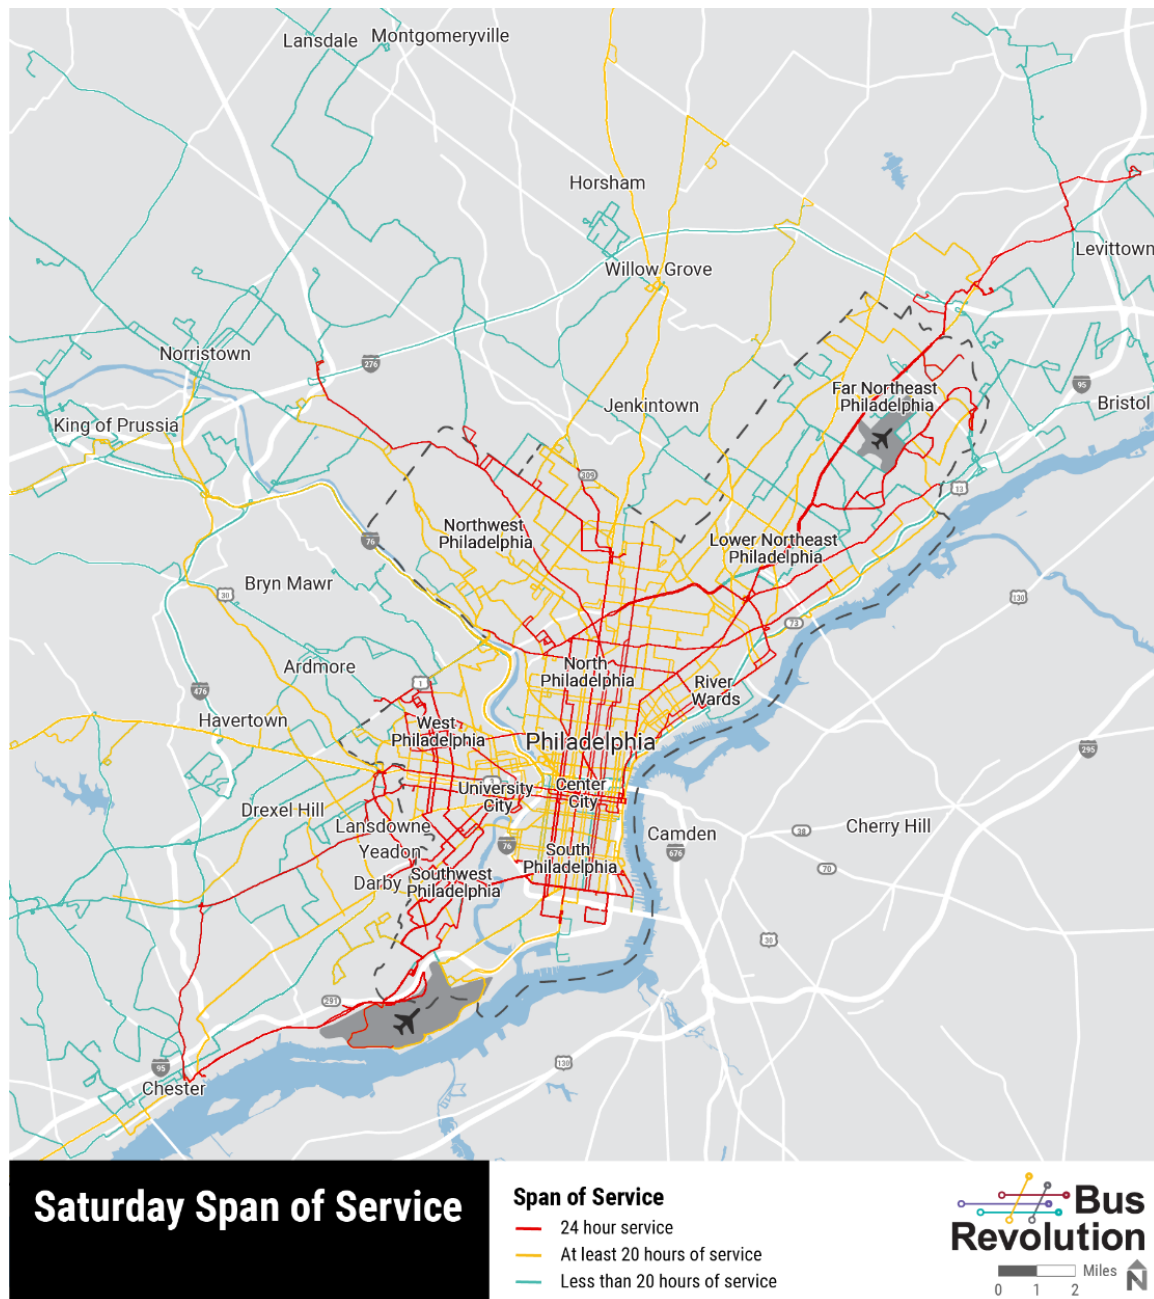 Lansdale
Montgomeryville
Horsham
Levittown
Willow Grove
Norristown
276
Far Northeast
Philadelphia
95
Bristol
Jenkintown
King of Prussia
309
13
Northwest
Philadelphia
Lower Northeast
Philadelphia
76
Bryn Mawr
30
130
73
Ardmore
North
Philadelphia
1
River
Wards
476
Havertown
West
Philadelphia
Philadelphia
295
University
City
Center
City
Drexel Hill
Lansdowne
Camden
38
Cherry Hill
Yeadon
76
South
Philadelphia
676
70
Darby
Southwest
Philadelphia
30
291
95
130
Chester
Saturday Span of Service
Span of Service
24 hour service
At least 20 hours of service
Less than 20 hours of service
Bus
Revolution
Miles
0 1 2
N